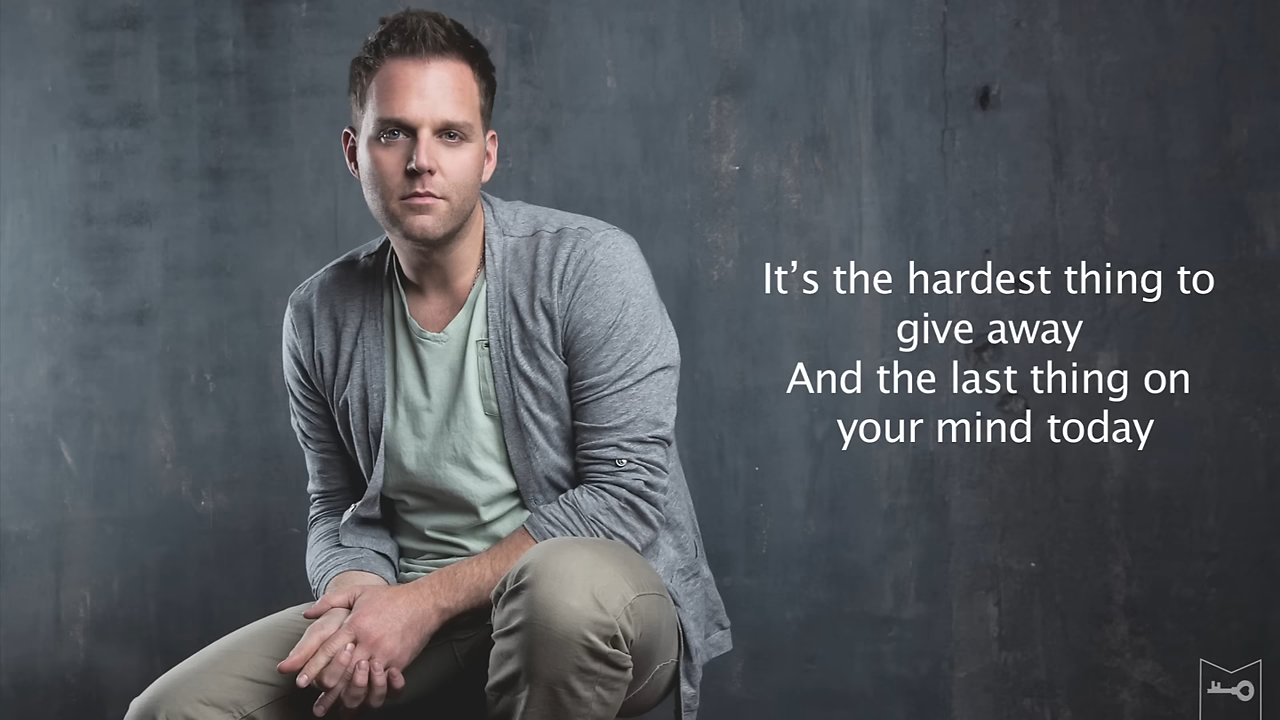 It’s the hardest thing to
give away
And the last thing on
your mind today